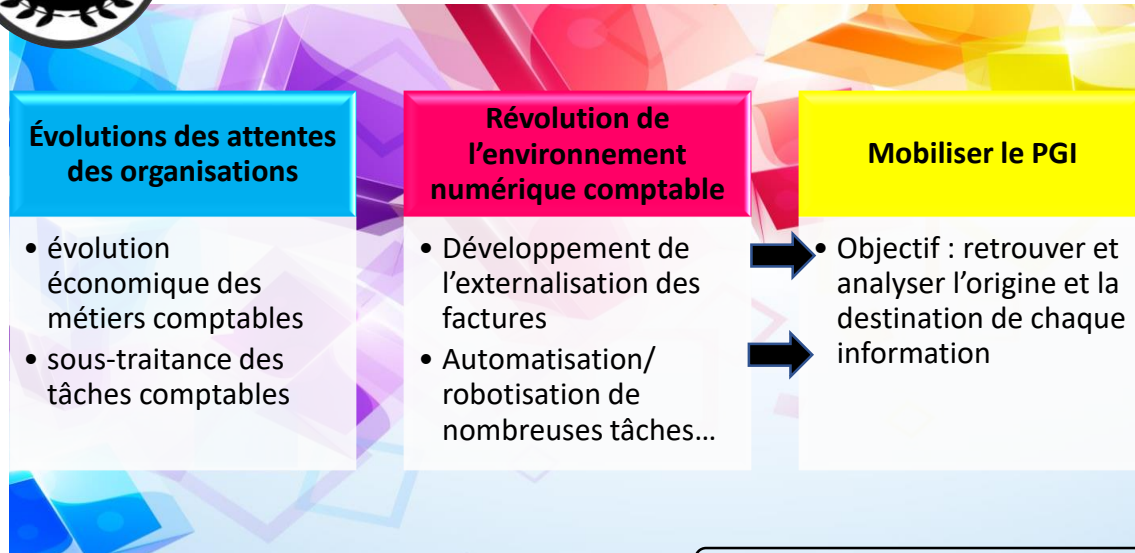 Évolutions des attentes
des organisations
• évolution
économique des
métiers comptables
• sous-traitance des
tâches comptables
Révolution de
l’environnement
numérique comptable
• Développement de
l’externalisation des
factures
• Automatisation/
robotisation de
nombreuses tâches…
Mobiliser le PGI
• Objectif : retrouver et
analyser l’origine et la
destination de chaque
information